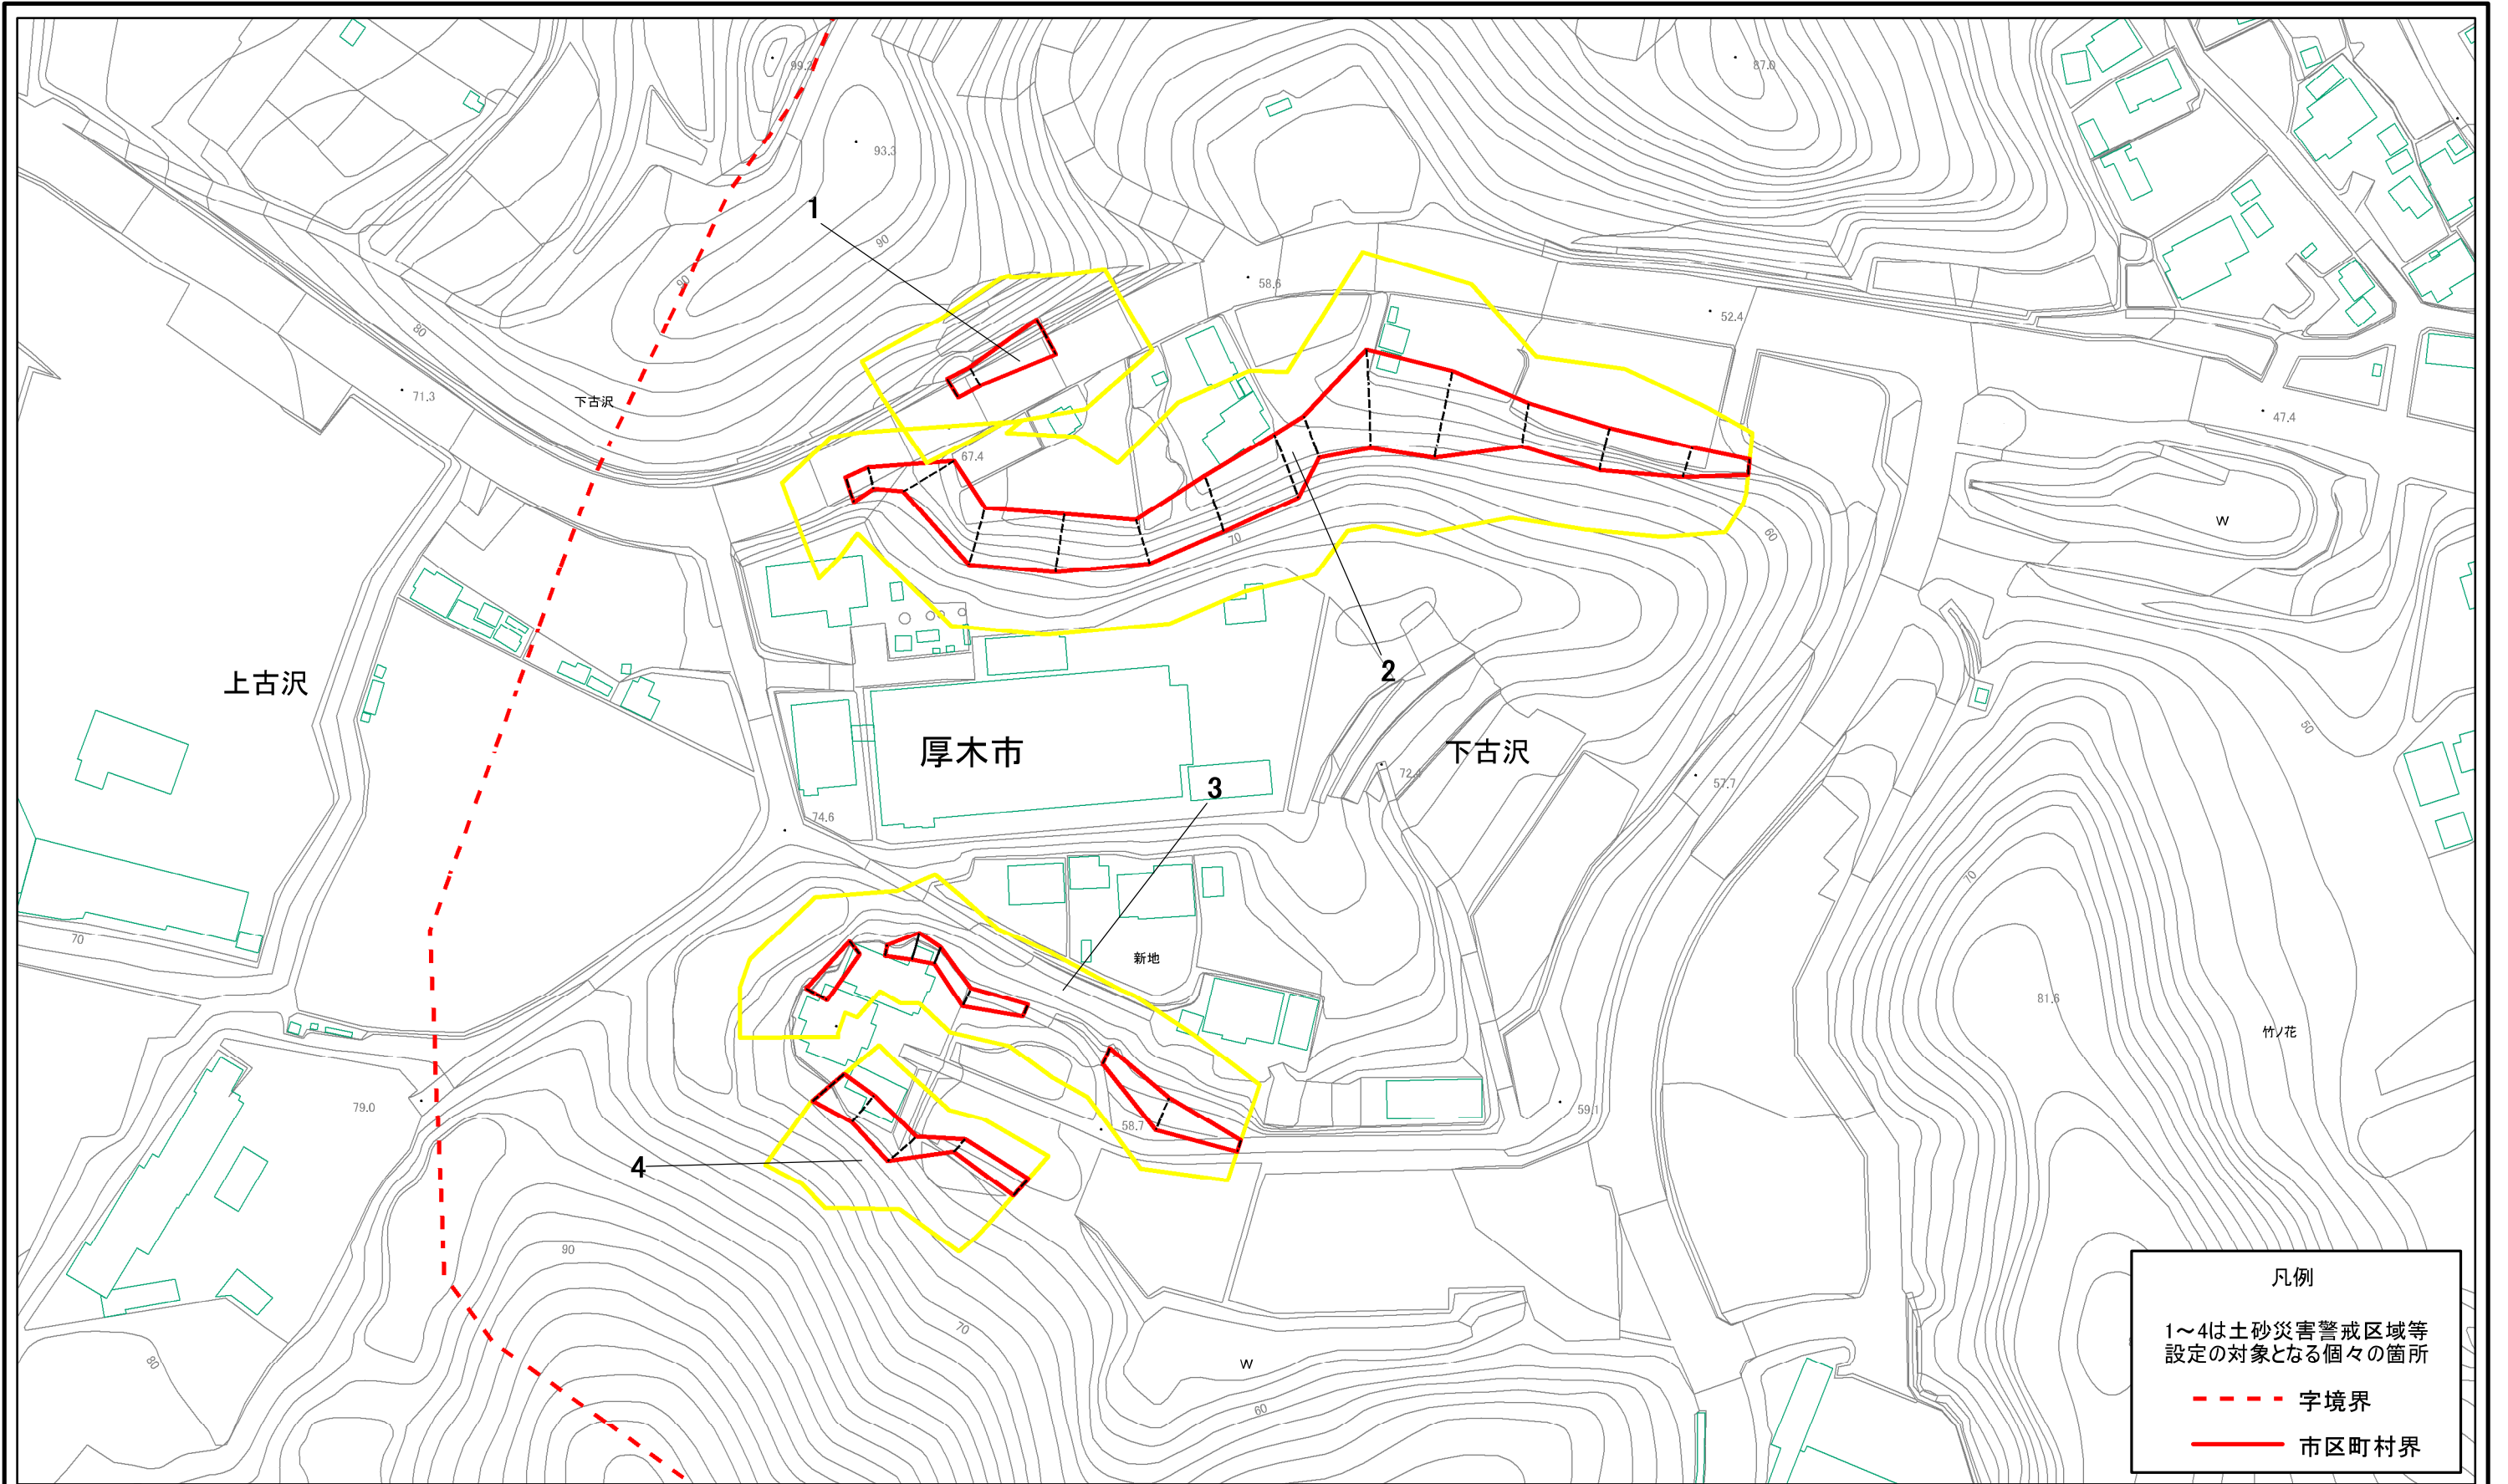 99.2
87.0
93.3
1
90
58.6
90
52.4
80
71.3
下古沢
47.4
67.4
W
60
70
2
上古沢
50
厚木市
下古沢
72.4
57.7
3
74.6
70
70
新地
81.6
竹ノ花
79.0
59.1
58.7
4
90
70
80
W
60
凡例
1～4は土砂災害警戒区域等
設定の対象となる個々の箇所
字境界
市区町村界